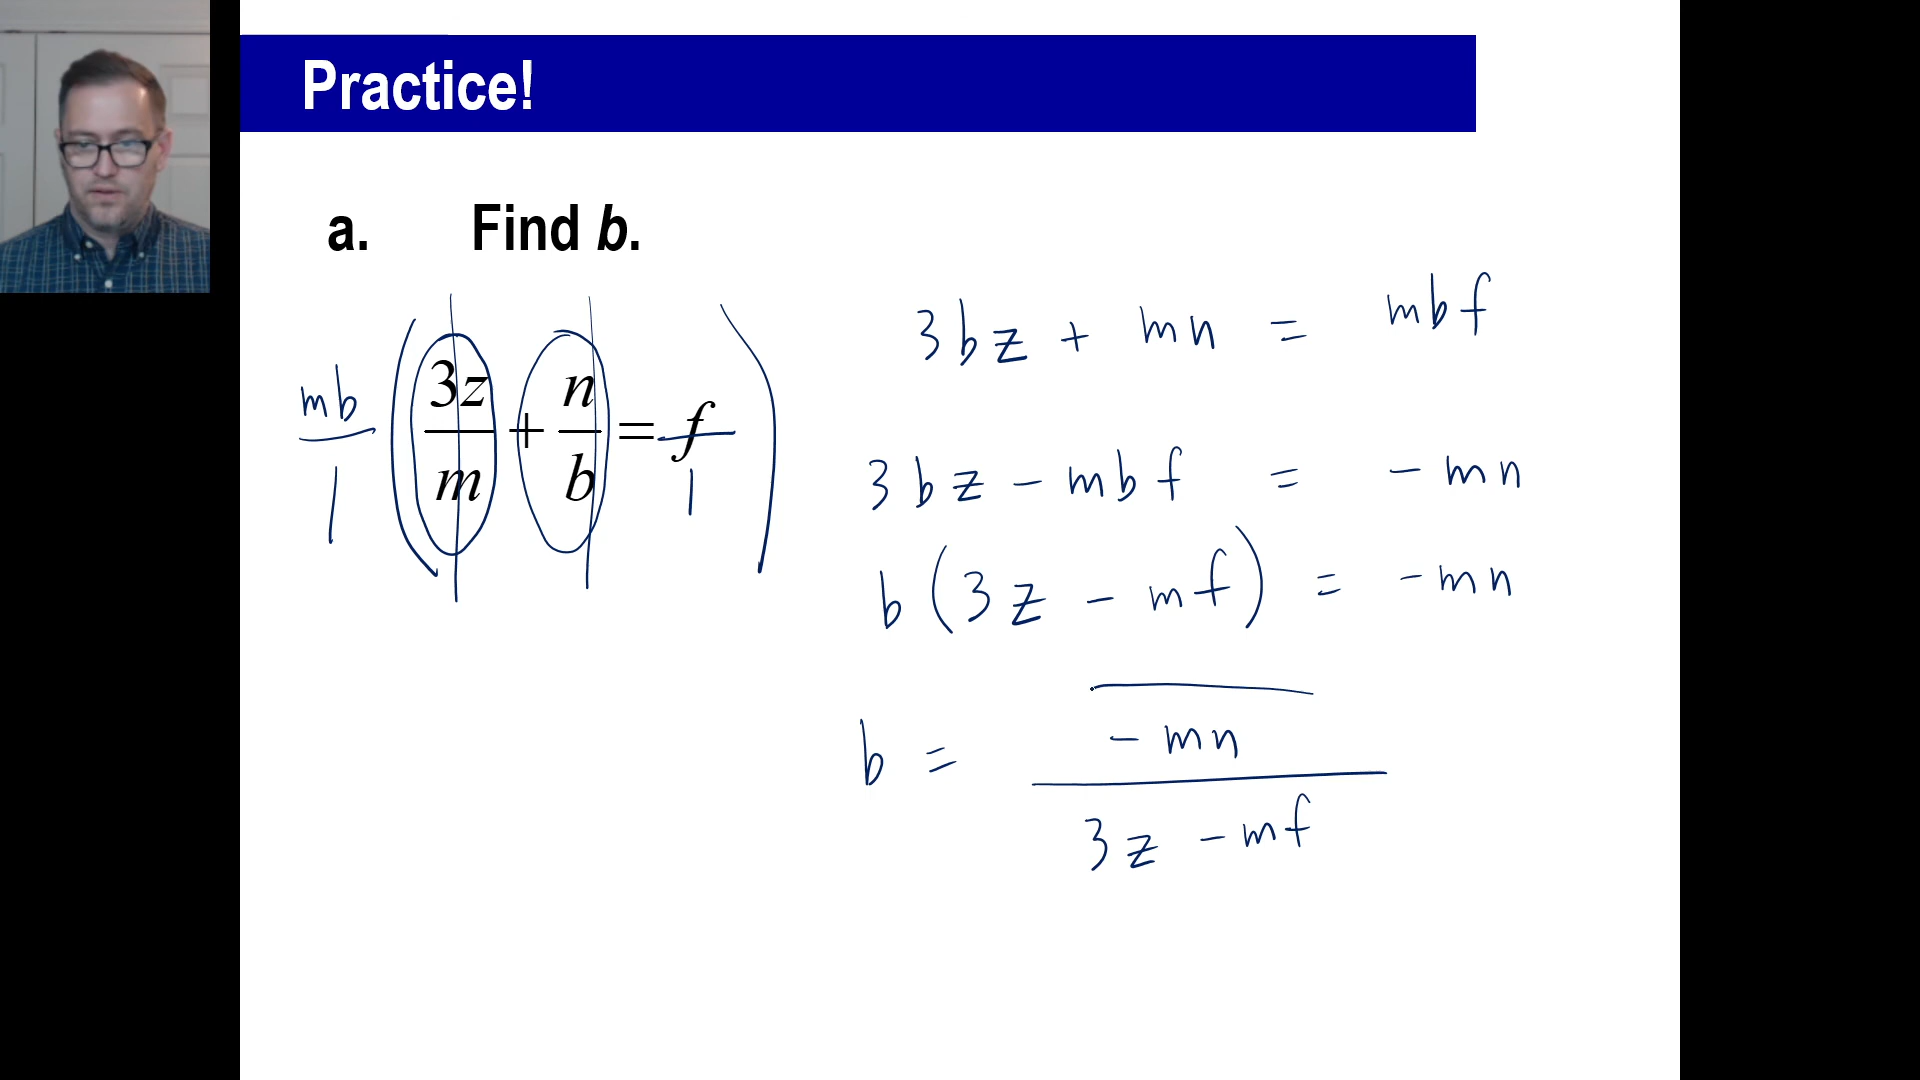 Practice!
a. Find b.
mb/1 (3z/m + n/b = f/1)
3bz + mn = mbf
3bz - mbf = - mn
b(3z - mf) = - mn
b = - mn / 3z - mf